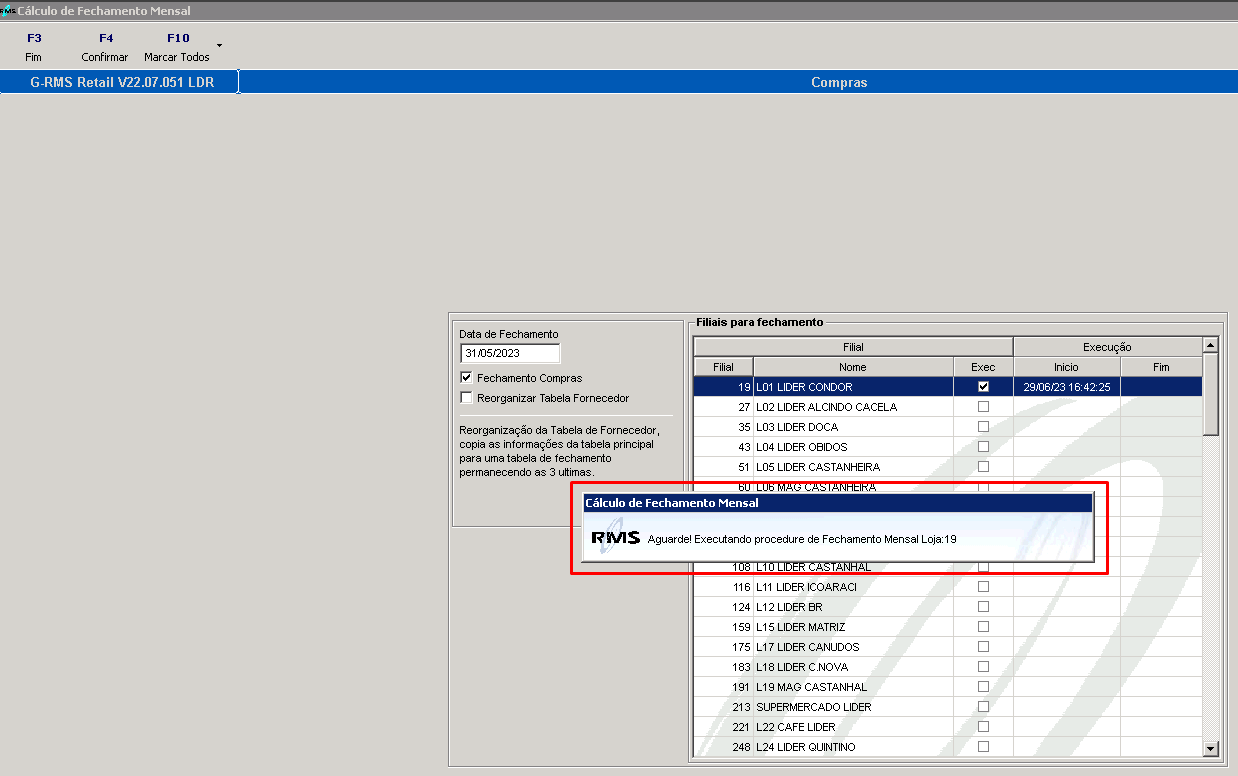 RMS Cálculo de Fechamento Mensal
F3 F4 F10
Fim Confirmar Marcar Todos
G-RMS Retail V22.07.051 LDR Compras
Data de Fechamento
31/05/2023
Fechamento Compras
Reorganizar Tabela Fornecedor
Reorganização da Tabela de Fornecedor,
copia as informações da tabela principal
para uma tabela de fechamento
permanecendo as 3 ultimas.
Filiais para fechamento
Filial Execução
Filial Nome Exec Inicio Fim
19 L01 LIDER CONDOR 29/06/23 16:42:25
27 L02 LIDER ALCINDO CACELA
35 L03 LIDER DOCA
43 L04 LIDER OBIDOS
51 L05 LIDER CASTANHEIRA
60 L06 MAG CASTANHEIRA
Cálculo de Fechamento Mensal
RMS Aguarde! Executando procedure de Fechamento Mensal Loja:19
108 L10 LIDER CASTANHAL
116 L11 LIDER ICOARACI
124 L12 LIDER BR
159 L15 LIDER MATRIZ
175 L17 LIDER CANUDOS
183 L18 LIDER C.NOVA
191 L19 MAG CASTANHAL
213 SUPERMERCADO LIDER
221 L22 CAFE LIDER
248 L24 LIDER QUINTINO